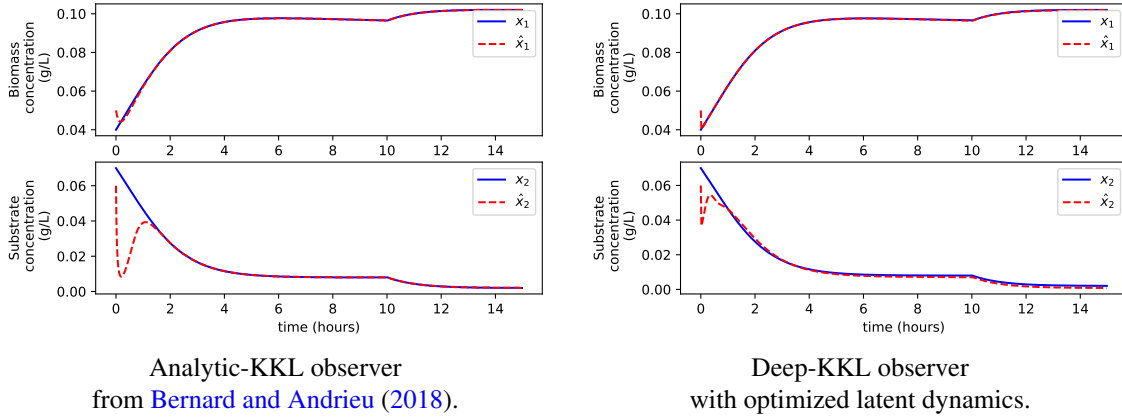 Biomass
concentration
(g/L)
0.10
0.08
0.06
0.04
x₁
x̂₁
0 2 4 6 8 10 12 14
Substrate
concentration
(g/L)
0.06
0.04
0.02
0.00
x₂
x̂₂
0 2 4 6 8 10 12 14
time (hours)
Analytic-KKL observer
from Bernard and Andrieu (2018).
Biomass
concentration
(g/L)
0.10
0.08
0.06
0.04
x₁
x̂₁
0 2 4 6 8 10 12 14
Substrate
concentration
(g/L)
0.06
0.04
0.02
0.00
x₂
x̂₂
0 2 4 6 8 10 12 14
time (hours)
Deep-KKL observer
with optimized latent dynamics.